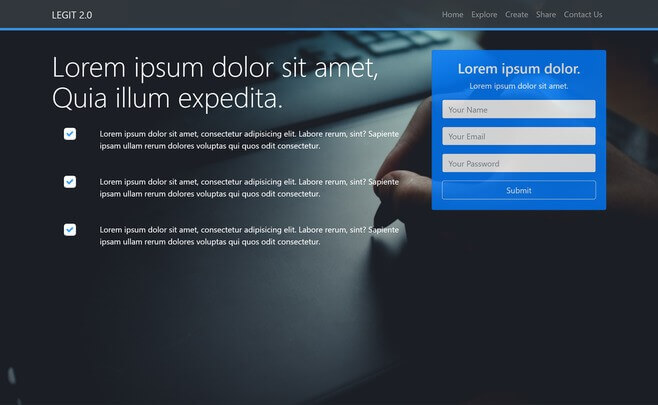 LEGIT 2.0
Home Explore Create Share Contact Us
Lorem ipsum dolor sit amet,
Quia illum expedita.
Lorem ipsum dolor sit amet, consectetur adipisicing elit. Labore rerum, sint? Sapiente
ipsam ullam rerum dolores voluptas qui quos odit consectetur.
Lorem ipsum dolor sit amet, consectetur adipisicing elit. Labore rerum, sint? Sapiente
ipsam ullam rerum dolores voluptas qui quos odit consectetur.
Lorem ipsum dolor sit amet, consectetur adipisicing elit. Labore rerum, sint? Sapiente
ipsam ullam rerum dolores voluptas qui quos odit consectetur.
Lorem ipsum dolor.
Lorem ipsum dolor sit amet.
Your Name
Your Email
Your Password
Submit